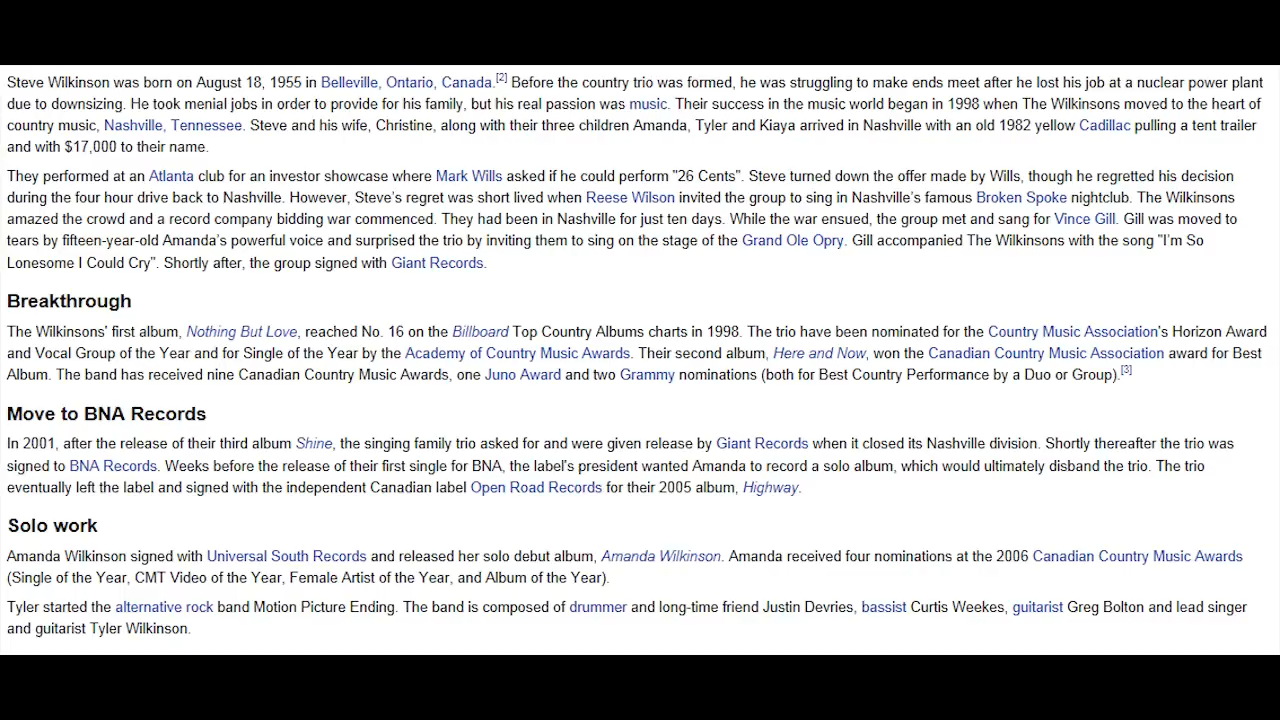 Steve Wilkinson was born on August 18, 1955 in Belleville, Ontario, Canada.[2] Before the country trio was formed, he was struggling to make ends meet after he lost his job at a nuclear power plant
due to downsizing. He took menial jobs in order to provide for his family, but his real passion was music. Their success in the music world began in 1998 when The Wilkinsons moved to the heart of
country music, Nashville, Tennessee. Steve and his wife, Christine, along with their three children Amanda, Tyler and Kiaya arrived in Nashville with an old 1982 yellow Cadillac pulling a tent trailer
and with $17,000 to their name.
They performed at an Atlanta club for an investor showcase where Mark Wills asked if he could perform "26 Cents". Steve turned down the offer made by Wills, though he regretted his decision
during the four hour drive back to Nashville. However, Steve's regret was short lived when Reese Wilson invited the group to sing in Nashville's famous Broken Spoke nightclub. The Wilkinsons
amazed the crowd and a record company bidding war commenced. They had been in Nashville for just ten days. While the war ensued, the group met and sang for Vince Gill. Gill was moved to
tears by fifteen-year-old Amanda's powerful voice and surprised the trio by inviting them to sing on the stage of the Grand Ole Opry. Gill accompanied The Wilkinsons with the song "I'm So
Lonesome I Could Cry". Shortly after, the group signed with Giant Records.
Breakthrough
The Wilkinsons' first album, Nothing But Love, reached No. 16 on the Billboard Top Country Albums charts in 1998. The trio have been nominated for the Country Music Association's Horizon Award
and Vocal Group of the Year and for Single of the Year by the Academy of Country Music Awards. Their second album, Here and Now, won the Canadian Country Music Association award for Best
Album. The band has received nine Canadian Country Music Awards, one Juno Award and two Grammy nominations (both for Best Country Performance by a Duo or Group).[3]
Move to BNA Records
In 2001, after the release of their third album Shine, the singing family trio asked for and were given release by Giant Records when it closed its Nashville division. Shortly thereafter the trio was
signed to BNA Records. Weeks before the release of their first single for BNA, the label's president wanted Amanda to record a solo album, which would ultimately disband the trio. The trio
eventually left the label and signed with the independent Canadian label Open Road Records for their 2005 album, Highway.
Solo work
Amanda Wilkinson signed with Universal South Records and released her solo debut album, Amanda Wilkinson. Amanda received four nominations at the 2006 Canadian Country Music Awards
(Single of the Year, CMT Video of the Year, Female Artist of the Year, and Album of the Year).
Tyler started the alternative rock band Motion Picture Ending. The band is composed of drummer and long-time friend Justin Devries, bassist Curtis Weekes, guitarist Greg Bolton and lead singer
and guitarist Tyler Wilkinson.